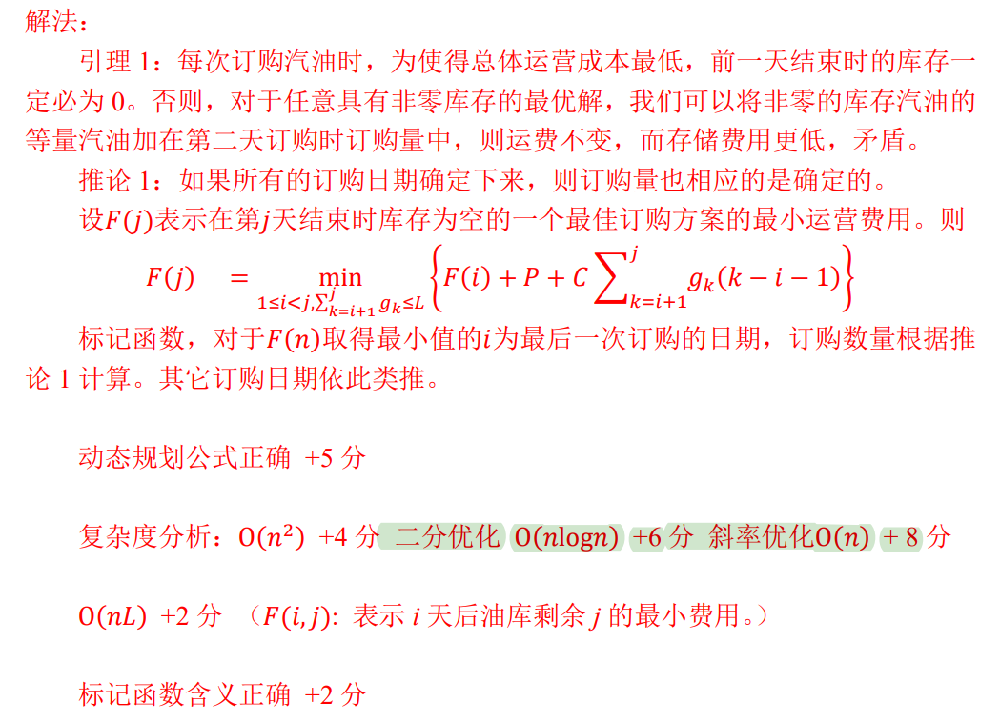 解法：
引理 1：每次订购汽油时，为使得总体运营成本最低，前一天结束时的库存一
定必为 0。否则，对于任意具有非零库存的最优解，我们可以将非零的库存汽油的
等量汽油加在第二天订购时订购量中，则运费不变，而存储费用更低，矛盾。
推论 1：如果所有的订购日期确定下来，则订购量也相应的是确定的。
设F(j)表示在第j天结束时库存为空的一个最佳订购方案的最小运营费用。则
F(j) = min_{1≤i<j,∑_{k=i+1}^{j} g_k≤L} {F(i) + P + C ∑_{k=i+1}^{j} g_k(k − i − 1)}
标记函数，对于F(n)取得最小值的i为最后一次订购的日期，订购数量根据推
论 1 计算。其它订购日期依此类推。
动态规划公式正确 +5 分
复杂度分析：O(n²) +4 分 二分优化 O(nlogn) +6 分 斜率优化O(n) + 8 分
O(nL) +2 分 （F(i,j): 表示 i 天后油库剩余 j 的最小费用。）
标记函数含义正确 +2 分